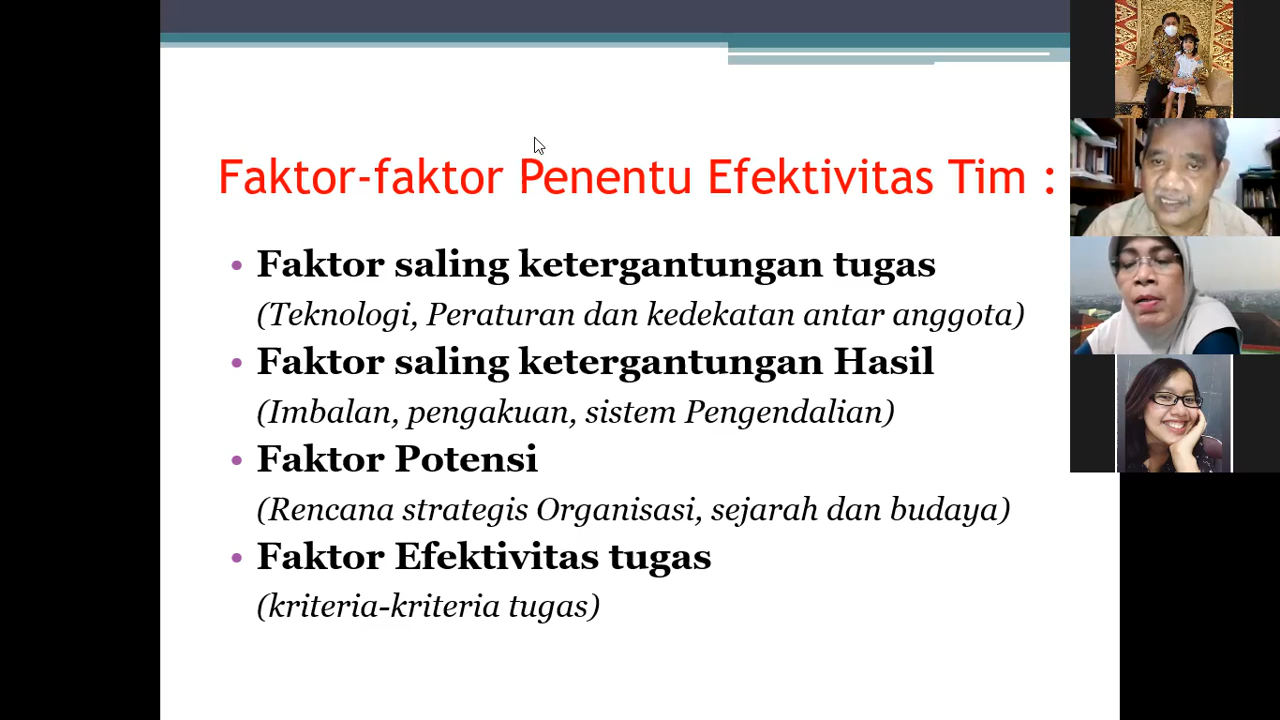 Faktor-faktor Penentu Efektivitas Tim :
• Faktor saling ketergantungan tugas
(Teknologi, Peraturan dan kedekatan antar anggota)
• Faktor saling ketergantungan Hasil
(Imbalan, pengakuan, sistem Pengendalian)
• Faktor Potensi
(Rencana strategis Organisasi, sejarah dan budaya)
• Faktor Efektivitas tugas
(kriteria-kriteria tugas)